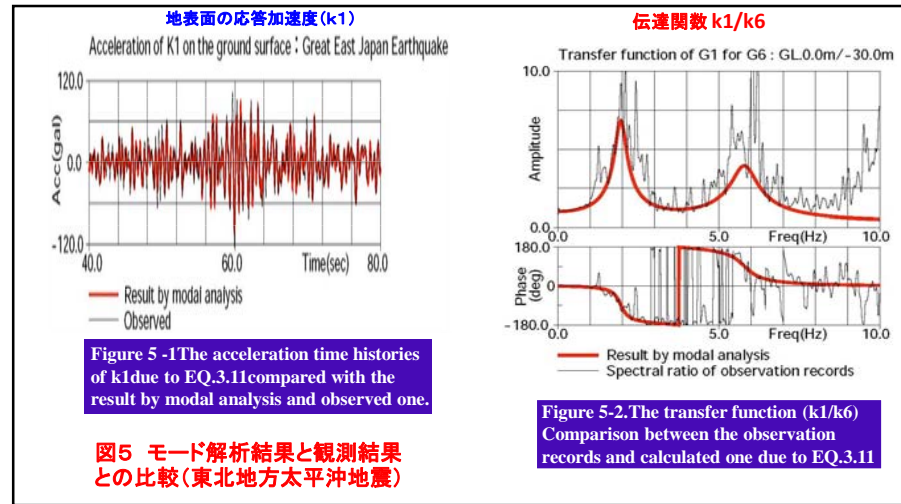 地表面の応答加速度(k1)
Acceleration of K1 on the ground surface : Great East Japan Earthquake
120.0
0.0
-120.0
Acc(gal)
40.0 60.0 Time(sec) 80.0
Result by modal analysis
Observed
Figure 5 -1The acceleration time histories
of k1due to EQ.3.11compared with the
result by modal analysis and observed one.
図5 モード解析結果と観測結果
との比較(東北地方太平沖地震)
伝達関数 k1/k6
Transfer function of G1 for G6 : GL.0.0m/-30.0m
10.0
Amplitude
0.0
0.0 5.0 Freq(Hz) 10.0
180.0
Phase
(deg)
0
-180.0
0.0 5.0 Freq(Hz) 10.0
Result by modal analysis
Spectral ratio of observation records
Figure 5-2.The transfer function (k1/k6)
Comparison between the observation
records and calculated one due to EQ.3.11